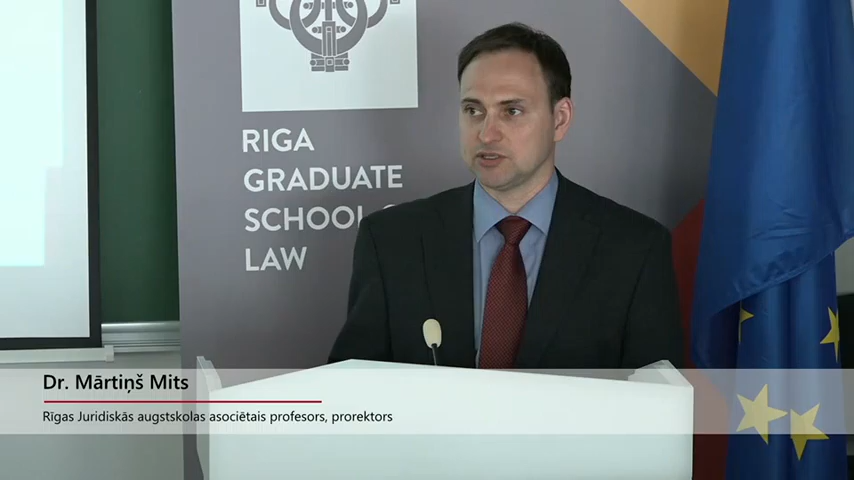 RIGA
GRADUATE
SCHOOL O
LAW
Dr. Mārtiņš Mits
Rīgas Juridiskās augstskolas asociētais profesors, prorektors